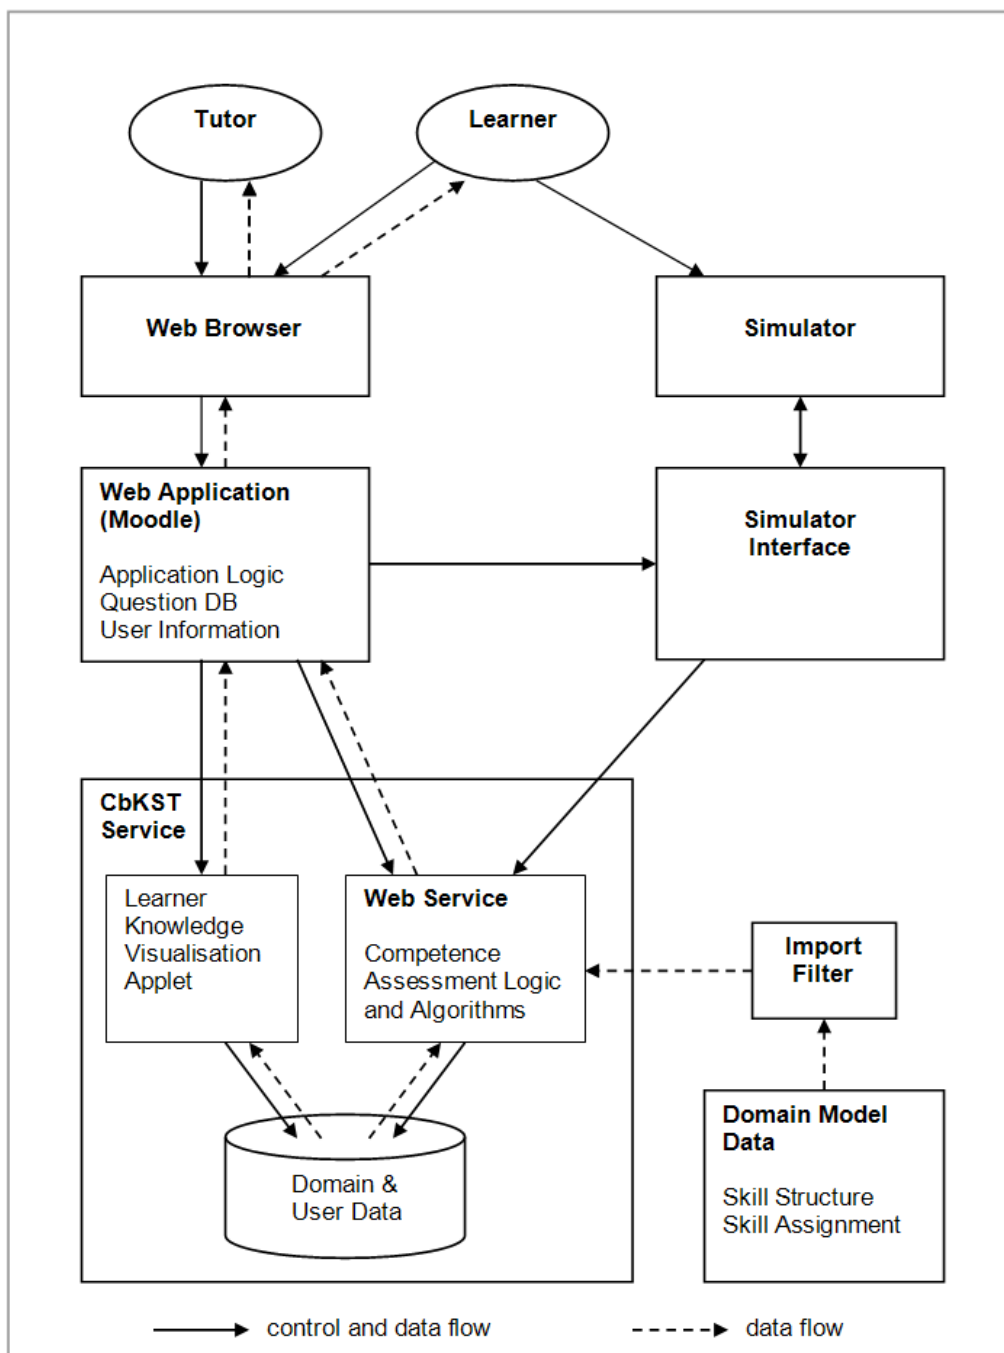 Tutor
Learner
Web Browser
Simulator
Web Application
(Moodle)
Application Logic
Question DB
User Information
Simulator
Interface
CbKST
Service
Learner
Knowledge
Visualisation
Applet
Web Service
Competence
Assessment Logic
and Algorithms
Import
Filter
Domain Model
Data
Skill Structure
Skill Assignment
Domain &
User Data
control and data flow
data flow